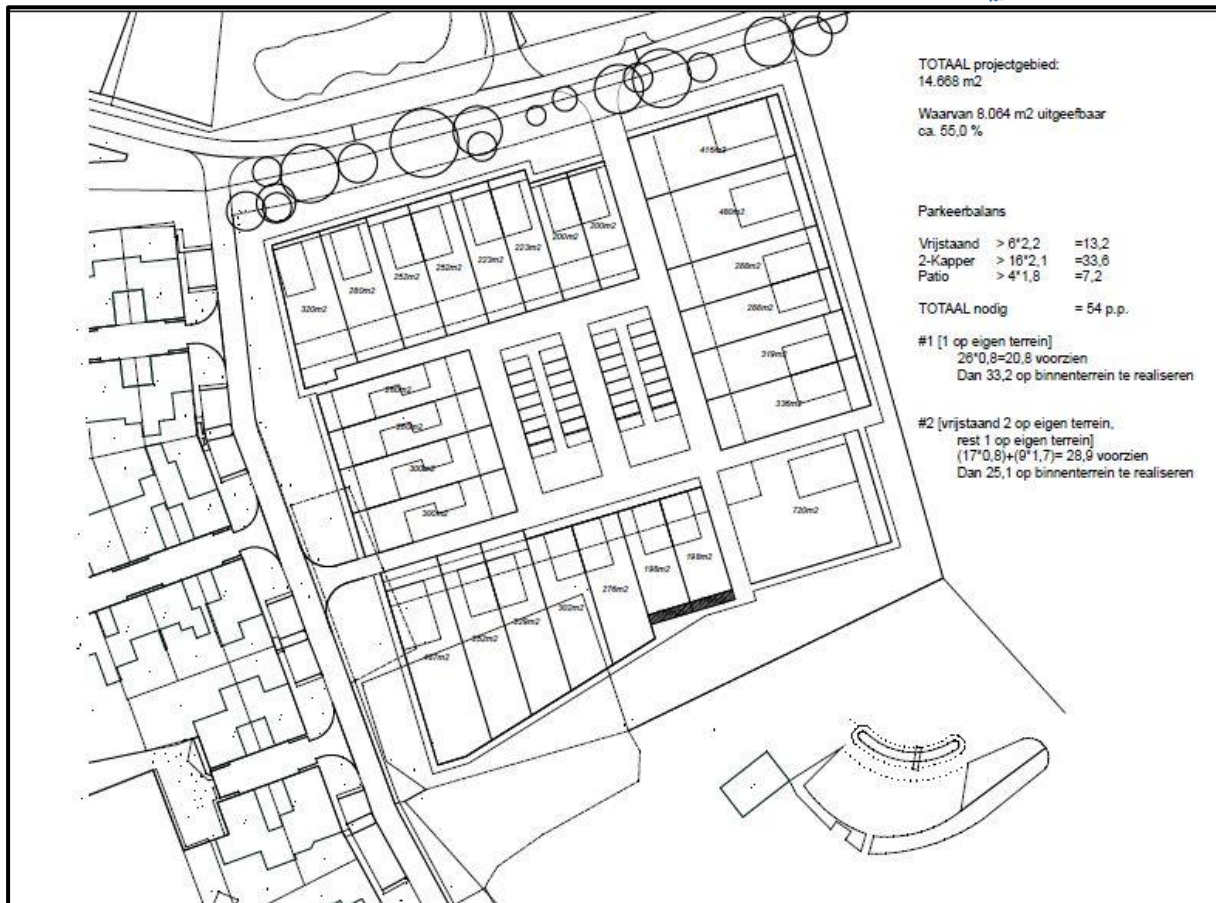 TOTAAL projectgebied:
14.668 m2
Waarvan 8.064 m2 uitgeefbaar
ca. 55,0 %
Parkeerbalans
Vrijstaand > 6*2,2 =13,2
2-Kapper > 16*2,1 =33,6
Patio > 4*1,8 =7,2
TOTAAL nodig = 54 p.p.
#1 [1 op eigen terrein]
26*0,8=20,8 voorzien
Dan 33,2 op binnenterrein te realiseren
#2 [vrijstaand 2 op eigen terrein,
rest 1 op eigen terrein]
(17*0,8)+(9*1,7)= 28,9 voorzien
Dan 25,1 op binnenterrein te realiseren
320m2
280m2
252m2
252m2
223m2
223m2
200m2
200m2
288m2
288m2
319m2
336m2
300m2
300m2
720m2
329m2
302m2
276m2
198m2
198m2